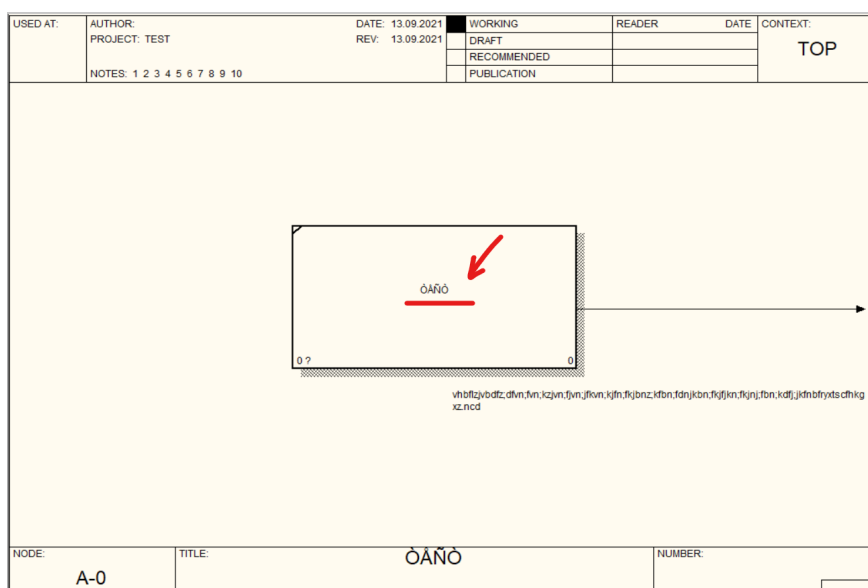 USED AT: AUTHOR: DATE: 13.09.2021 WORKING READER DATE CONTEXT:
PROJECT: TEST REV: 13.09.2021 DRAFT TOP
RECOMMENDED
NOTES: 1 2 3 4 5 6 7 8 9 10 PUBLICATION
ÒÅÑÒ
0 ? 0
vhbflzjvbdfz;dfvn;fvn;kzjvn;fjvn;jfkvn;kjfn;fkjbnz;kfbn;fdnjkbn;fkjfjkn;fkjnj;fbn;kdfj;jkfnbfryxtscfhkg
xz.ncd
NODE: TITLE: ÒÅÑÒ NUMBER:
A-0